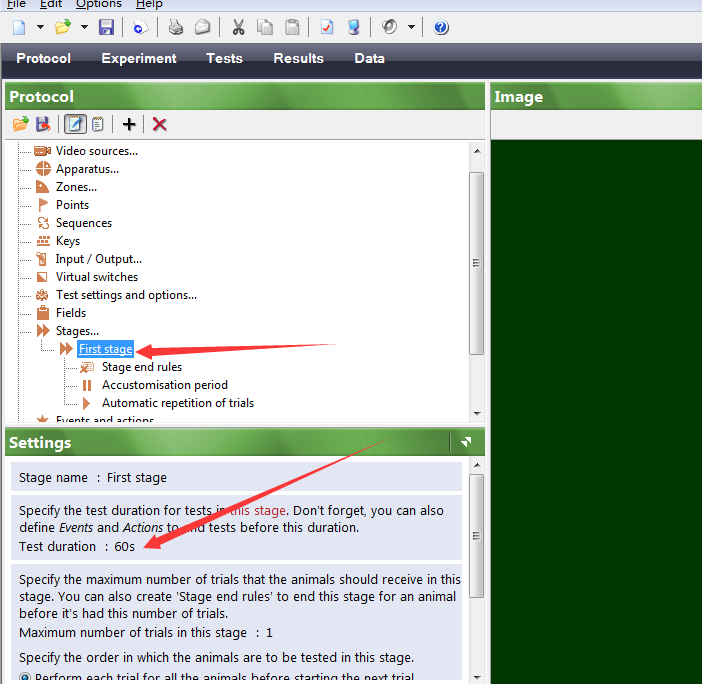 File Edit Options Help
Protocol Experiment Tests Results Data
Protocol
Image
Video sources...
Apparatus...
Zones...
Points
Sequences
Keys
Input / Output...
Virtual switches
Test settings and options...
Fields
Stages...
First stage
Stage end rules
Accustomisation period
Automatic repetition of trials
Events and actions
Settings
Stage name : First stage
Specify the test duration for tests in this stage. Don't forget, you can also
define Events and Actions to end tests before this duration.
Test duration : 60s
Specify the maximum number of trials that the animals should receive in this
stage. You can also create 'Stage end rules' to end this stage for an animal
before it's had this number of trials.
Maximum number of trials in this stage : 1
Specify the order in which the animals are to be tested in this stage.
Perform each trial for all the animals before starting the next trial